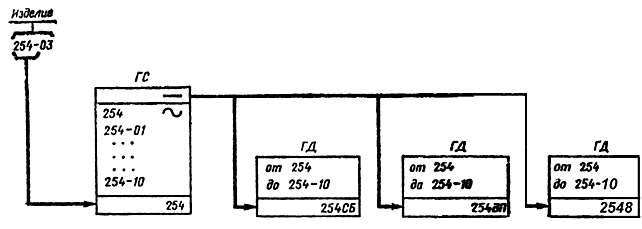 Изделие
254-03
ГС
254
254-01
...
...
...
254-10
254
ГД
от 254
до 254-10
254СБ
ГД
от 254
до 254-10
254ВП
ГД
от 254
до 254-10
2548